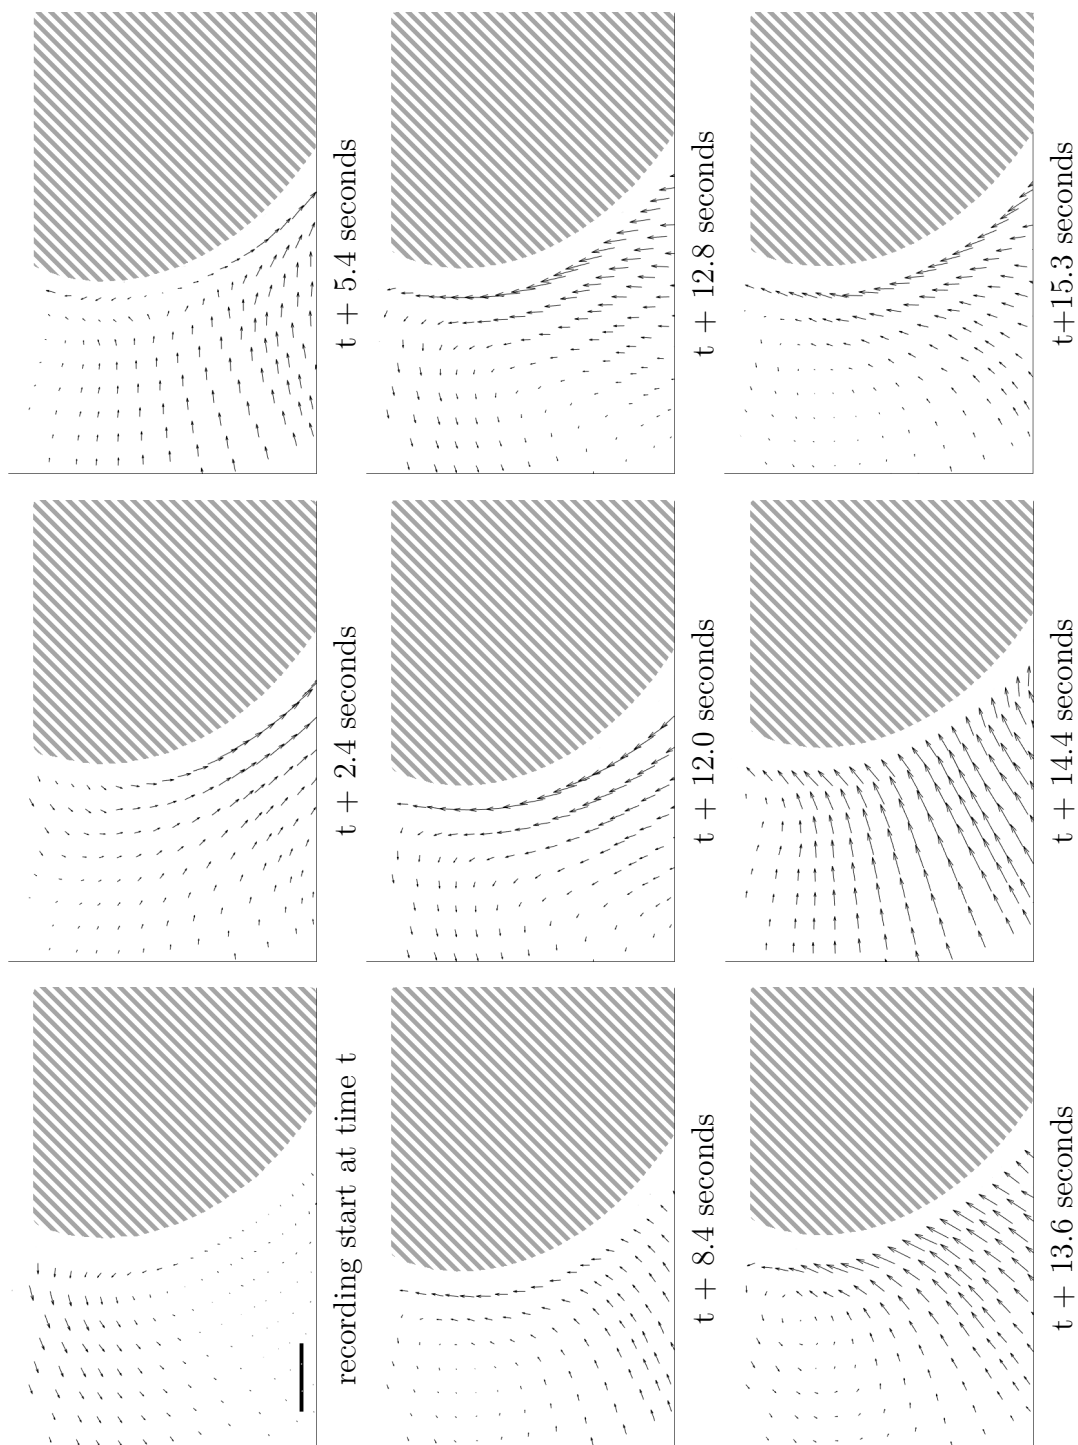 recording start at time t
t + 2.4 seconds
t + 5.4 seconds
t + 8.4 seconds
t + 12.0 seconds
t + 12.8 seconds
t + 13.6 seconds
t + 14.4 seconds
t+15.3 seconds